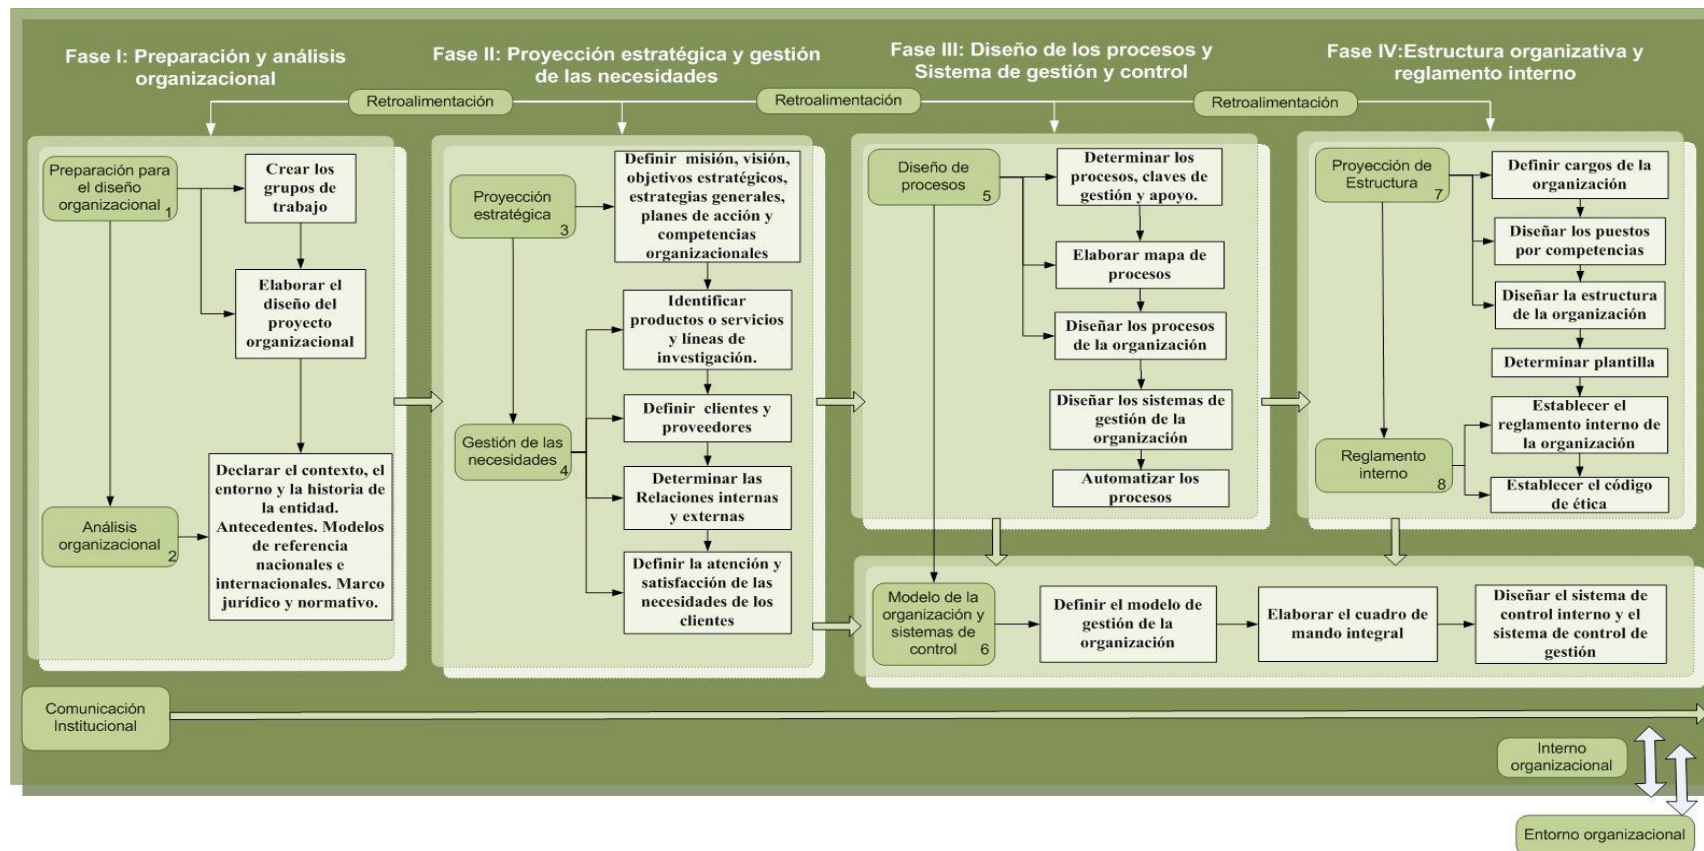 Fase I: Preparación y análisis
organizacional
Fase II: Proyección estratégica y gestión
de las necesidades
Fase III: Diseño de los procesos y
Sistema de gestión y control
Fase IV:Estructura organizativa y
reglamento interno
Retroalimentación
Retroalimentación
Retroalimentación
Preparación para
el diseño
organizacional
1
Crear los
grupos de
trabajo
Elaborar el
diseño del
proyecto
organizacional
Análisis
organizacional
2
Declarar el contexto, el
entorno y la historia de
la entidad.
Antecedentes. Modelos
de referencia
nacionales e
internacionales. Marco
jurídico y normativo.
Proyección
estratégica
3
Definir misión, visión,
objetivos estratégicos,
estrategias generales,
planes de acción y
competencias
organizacionales
Identificar
productos o servicios
y líneas de
investigación.
Gestión de las
necesidades
4
Definir clientes y
proveedores
Determinar las
Relaciones internas
y externas
Definir la atención y
satisfacción de las
necesidades de los
clientes
Diseño de
procesos
5
Determinar los
procesos, claves de
gestión y apoyo.
Elaborar mapa de
procesos
Diseñar los procesos
de la organización
Diseñar los sistemas de
gestión de la
organización
Automatizar los
procesos
Proyección de
Estructura
7
Definir cargos de la
organización
Diseñar los puestos
por competencias
Diseñar la estructura
de la organización
Determinar plantilla
Reglamento
interno
8
Establecer el
reglamento interno de
la organización
Establecer el código
de ética
Modelo de la
organización y
sistemas de
control
6
Definir el modelo de
gestión de la
organización
Elaborar el cuadro de
mando integral
Diseñar el sistema de
control interno y el
sistema de control de
gestión
Comunicación
Institucional
Interno
organizacional
Entorno organizacional